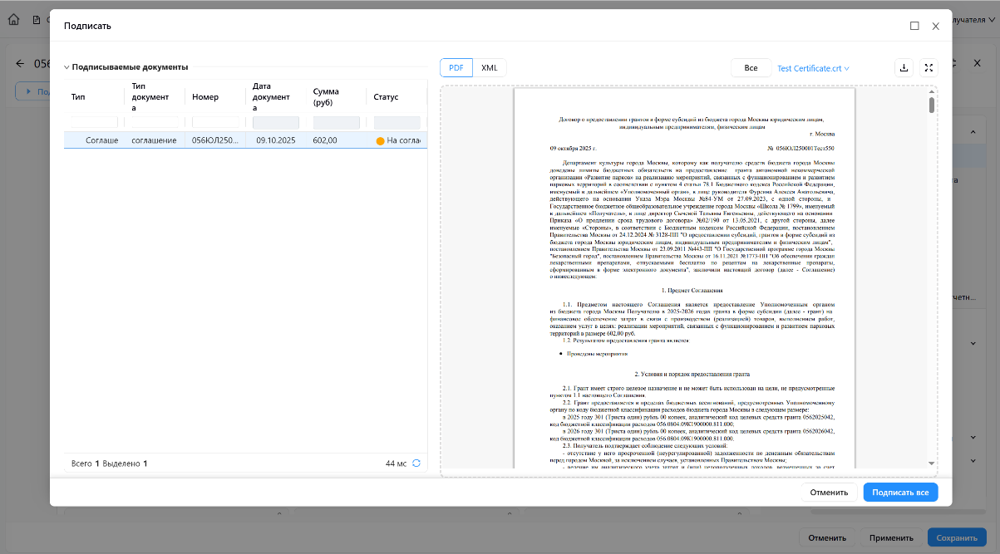 Подписать
056
Подписываемые документы
Тип
Тип
документ
а
Номер
Дата
документ
а
Сумма
(руб)
Статус
Соглаше
соглашение
056ЮЛ250...
09.10.2025
602,00
На согла
Всего 1 Выделено 1
44 мс
PDF
XML
Все
Test Certificate.crt
Договор о предоставлении грантов в форме субсидий из бюджета города Москвы юридическим лицам,
индивидуальным предпринимателям, физическим лицам
г. Москва
09 октября 2025 г.
№ 056ЮЛ250001Тест550
Департамент культуры города Москвы, которому как получателю средств бюджета города Москвы
доведены лимиты бюджетных обязательств на предоставление гранта автономной некоммерческой
организации «Развитие парков» на реализацию мероприятий, связанных с функционированием и развитием
парковых территорий в соответствии с пунктом 4 статьи 78.1 Бюджетного кодекса Российской Федерации,
именуемый в дальнейшем «Уполномоченный орган», в лице руководителя Фурсина Алексея Анатольевича,
действующего на основании Указа Мэра Москвы №84-УМ от 27.09.2023, с одной стороны, и
Государственное бюджетное общеобразовательное учреждение города Москвы «Школа № 1799», именуемый
в дальнейшем «Получатель», в лице директор Сычевой Татьяны Евгеньевны, действующего на основании
Приказа «О продлении срока трудового договора» №02/190 от 13.05.2021, с другой стороны, далее
именуемые «Стороны», в соответствии с Бюджетным кодексом Российской Федерации, постановлением
Правительства Москвы от 24.12.2024 № 3128-ПП "О предоставлении субсидий, грантов в форме субсидий из
бюджета города Москвы юридическим лицам, индивидуальным предпринимателям и физическим лицам",
постановлением Правительства Москвы от 23.09.2011 №443-ПП "О Государственной программе города Москвы
"Безопасный город", постановлением Правительства Москвы от 16.11.2021 №1773-ПП "Об обеспечении граждан
лекарственными препаратами, отпускаемыми бесплатно по рецептам на лекарственные препараты,
сформированным в форме электронного документа", заключили настоящий договор (далее - Соглашение)
о нижеследующем:
1. Предмет Соглашения
1.1. Предметом настоящего Соглашения является предоставление Уполномоченным органом
из бюджета города Москвы Получателю в 2025-2026 годах гранта в форме субсидии (далее - грант) на
финансовое обеспечение затрат в связи с производством (реализацией) товаров, выполнением работ,
оказанием услуг в целях: реализации мероприятий, связанных с функционированием и развитием парковых
территорий в размере 602,00 руб.
1.2. Результатом предоставления гранта является:
● Проведены мероприятия
2. Условия и порядок предоставления гранта
2.1. Грант имеет строго целевое назначение и не может быть использован на цели, не предусмотренные
пунктом 1.1 настоящего Соглашения.
2.2. Грант предоставляется в пределах бюджетных ассигнований, предусмотренных Уполномоченному
органу по коду бюджетной классификации расходов бюджета города Москвы в следующем размере:
в 2025 году 301 (Триста один) рубль 00 копеек, аналитический код целевых средств гранта 0562025042,
код бюджетной классификации расходов 056.0804.09К1900000.811.000;
в 2026 году 301 (Триста один) рубль 00 копеек, аналитический код целевых средств гранта 0562026042,
код бюджетной классификации расходов 056.0804.09К1900000.811.000.
2.3. Получатель подтверждает соблюдение следующих условий:
- отсутствие у него просроченной (неурегулированной) задолженности по денежным обязательствам
перед городом Москвой, за исключением случаев, установленных Правительством Москвы;
- ведение им аналитического учета затрат и (или) недополученных доходов, возмещенных за счет
Отменить
Подписать все
Отменить
Применить
Сохранить